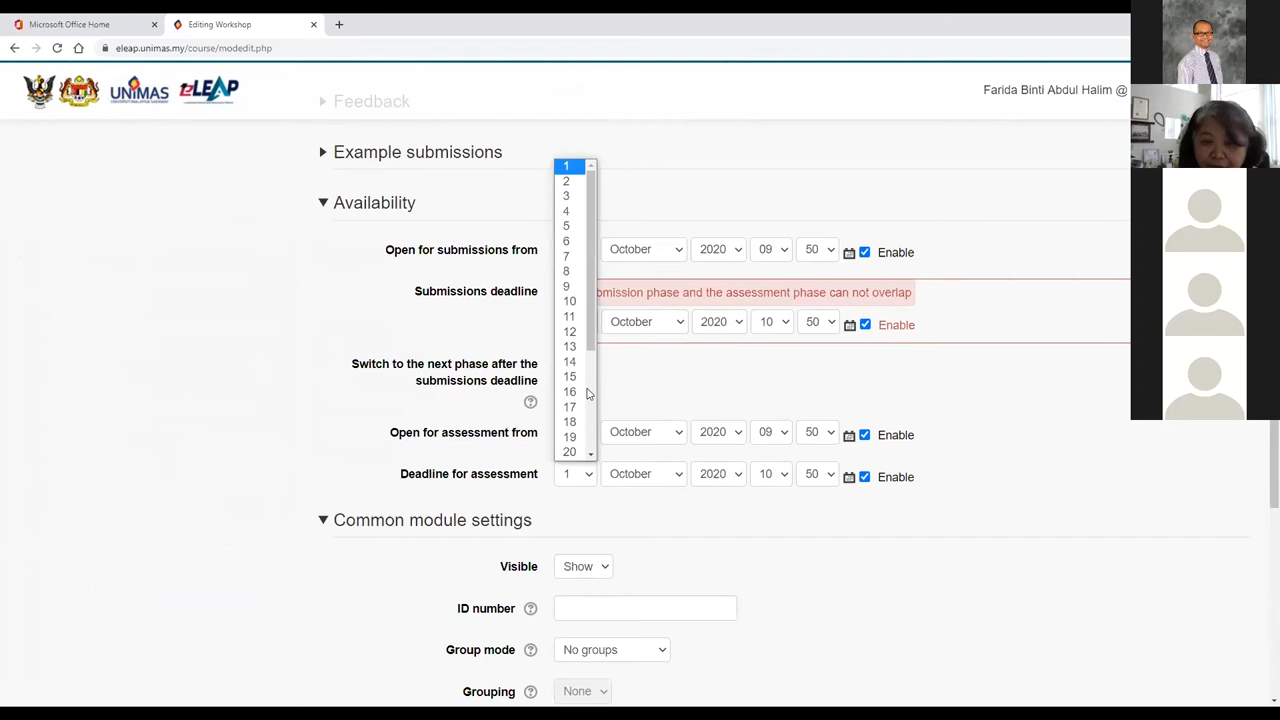 Microsoft Office Home
Editing Workshop
eleap.unimas.my/course/modedit.php
UNIMAS
eLEAP
Farida Binti Abdul Halim @
Feedback
Example submissions
Availability
Open for submissions from
October 2020 09 50 Enable
Submissions deadline
bmission phase and the assessment phase can not overlap
October 2020 10 50 Enable
Switch to the next phase after the
submissions deadline
Open for assessment from
October 2020 09 50 Enable
Deadline for assessment
1 October 2020 10 50 Enable
1
2
3
4
5
6
7
8
9
10
11
12
13
14
15
16
17
18
19
20
Common module settings
Visible
Show
ID number
Group mode
No groups
Grouping
None